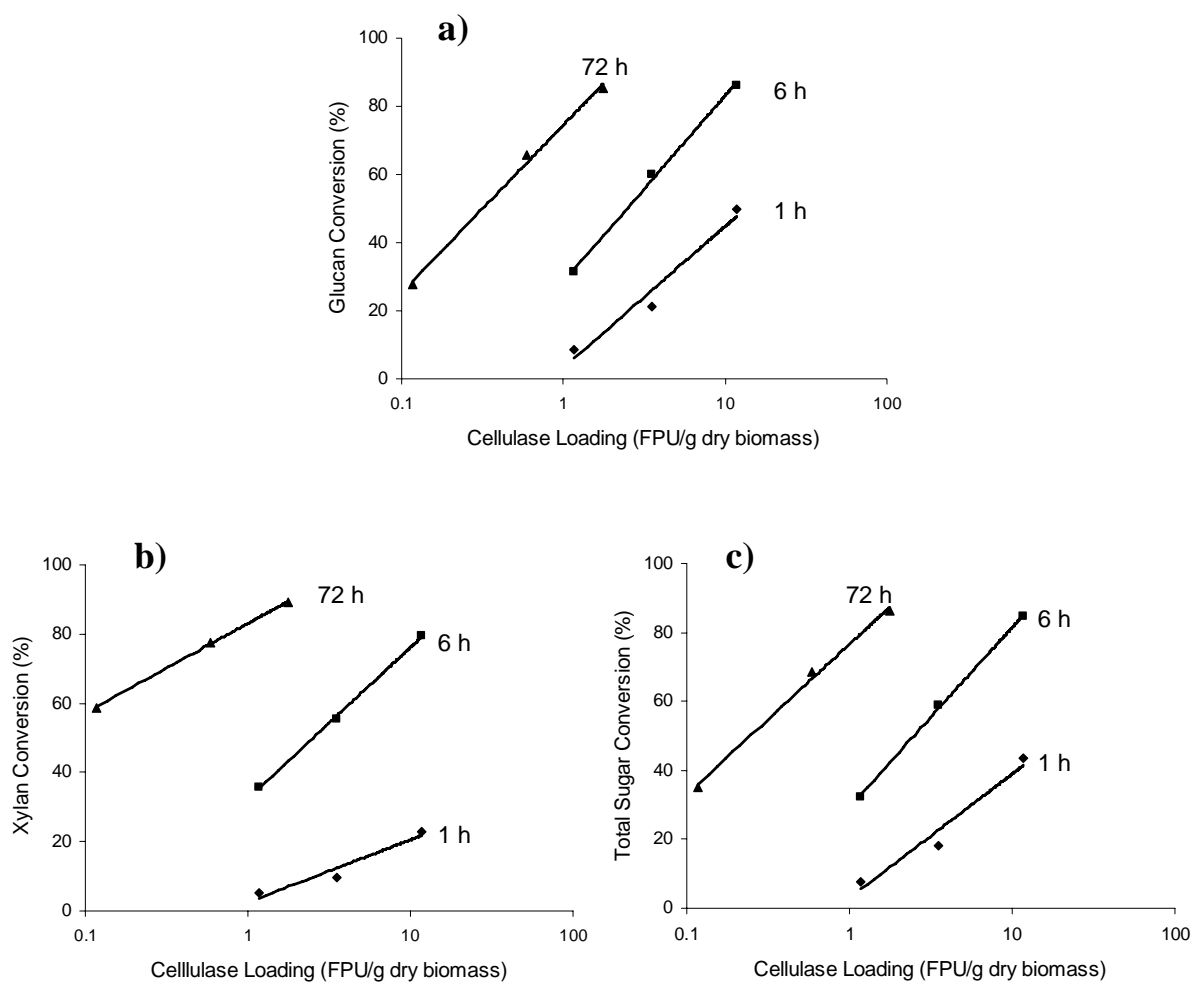 a)
100
80
60
40
20
0
Glucan Conversion (%)
72 h
6 h
1 h
0.1 1 10 100
Cellulase Loading (FPU/g dry biomass)
b)
100
80
60
40
20
0
Xylan Conversion (%)
72 h
6 h
1 h
0.1 1 10 100
Celllulase Loading (FPU/g dry biomass)
c)
100
80
60
40
20
0
Total Sugar Conversion (%)
72 h
6 h
1 h
0.1 1 10 100
Cellulase Loading (FPU/g dry biomass)